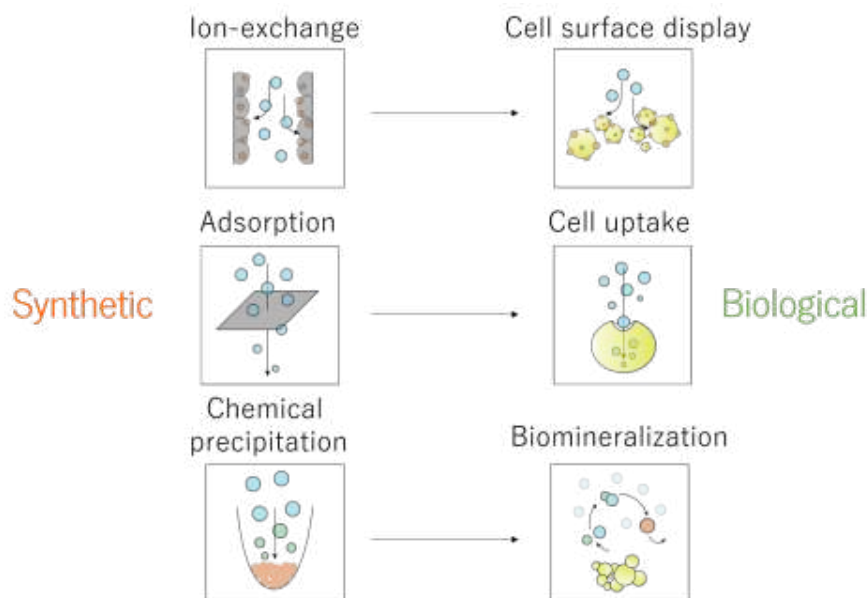 Ion-exchange
Cell surface display
Adsorption
Cell uptake
Synthetic
Biological
Chemical
precipitation
Biomineralization